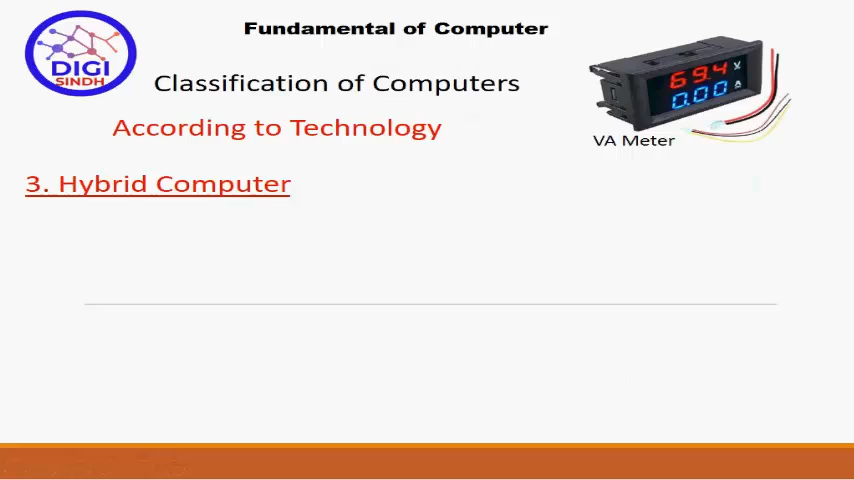 Fundamental of Computer
DIGI
SINDH
Classification of Computers
According to Technology
69.4 V
0.00 A
VA Meter
3. Hybrid Computer